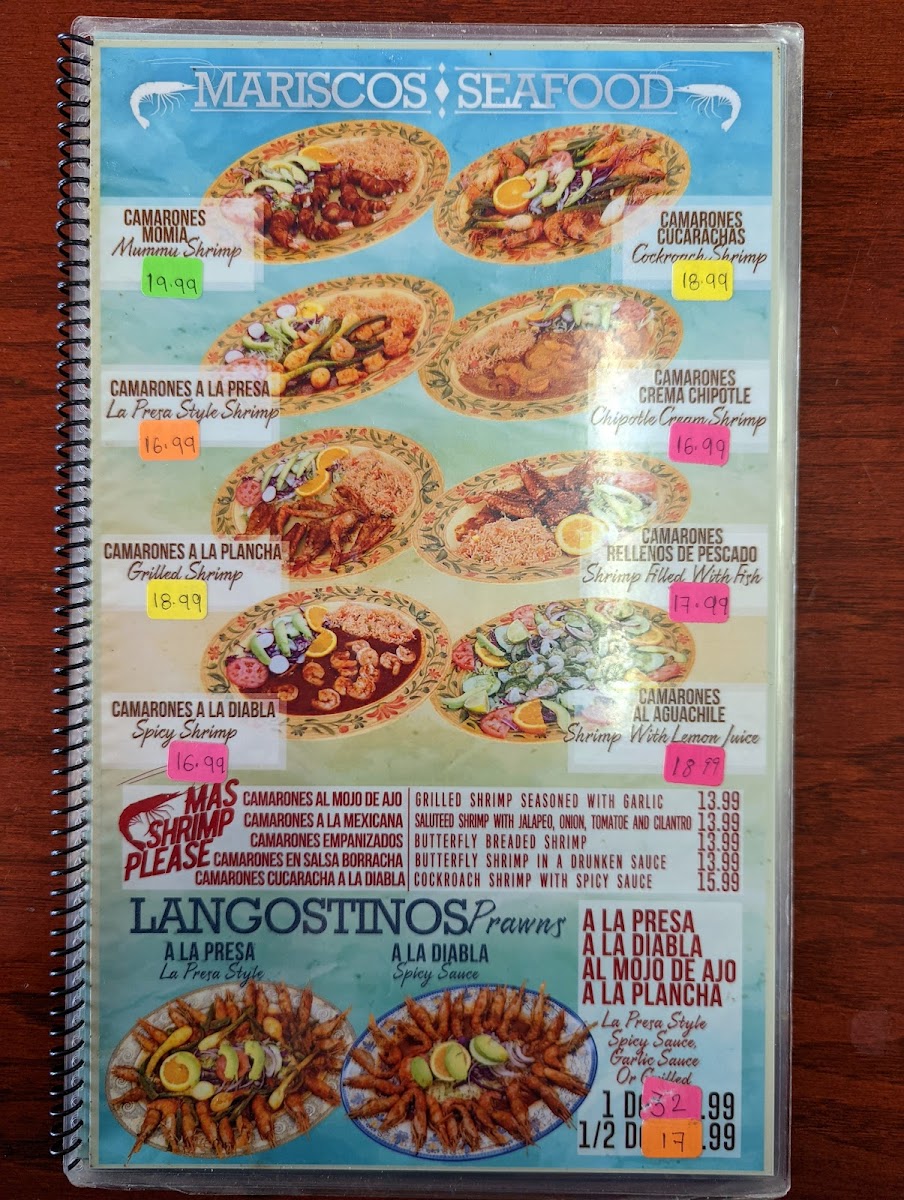 MARISCOS SEAFOOD
CAMARONES
MOMIA
Mummy Shrimp
19.99
CAMARONES
CUCARACHAS
Cockroach Shrimp
18.99
CAMARONES A LA PRESA
La Presa Style Shrimp
16.99
CAMARONES
CREMA CHIPOTLE
Chipotle Cream Shrimp
16.99
CAMARONES A LA PLANCHA
Grilled Shrimp
18.99
CAMARONES
RELLENOS DE PESCADO
Shrimp Filled With Fish
17.99
CAMARONES A LA DIABLA
Spicy Shrimp
16.99
CAMARONES
AL AGUACHILE
Shrimp With Lemon Juice
18.99
MAS
SHRIMP
PLEASE
CAMARONES AL MOJO DE AJO GRILLED SHRIMP SEASONED WITH GARLIC 13.99
CAMARONES A LA MEXICANA SALUTEED SHRIMP WITH JALAPEO, ONION, TOMATOE AND CILANTRO 13.99
CAMARONES EMPANIZADOS BUTTERFLY BREADED SHRIMP 13.99
CAMARONES EN SALSA BORRACHA BUTTERFLY SHRIMP IN A DRUNKEN SAUCE 13.99
CAMARONES CUCARACHA A LA DIABLA COCKROACH SHRIMP WITH SPICY SAUCE 15.99
LANGOSTINOS Prawns
A LA PRESA
La Presa Style
A LA DIABLA
Spicy Sauce
A LA PRESA
A LA DIABLA
AL MOJO DE AJO
A LA PLANCHA
La Presa Style
Spicy Sauce,
Garlic Sauce
Or Grilled
1 D 32 .99
1/2 D 17 .99